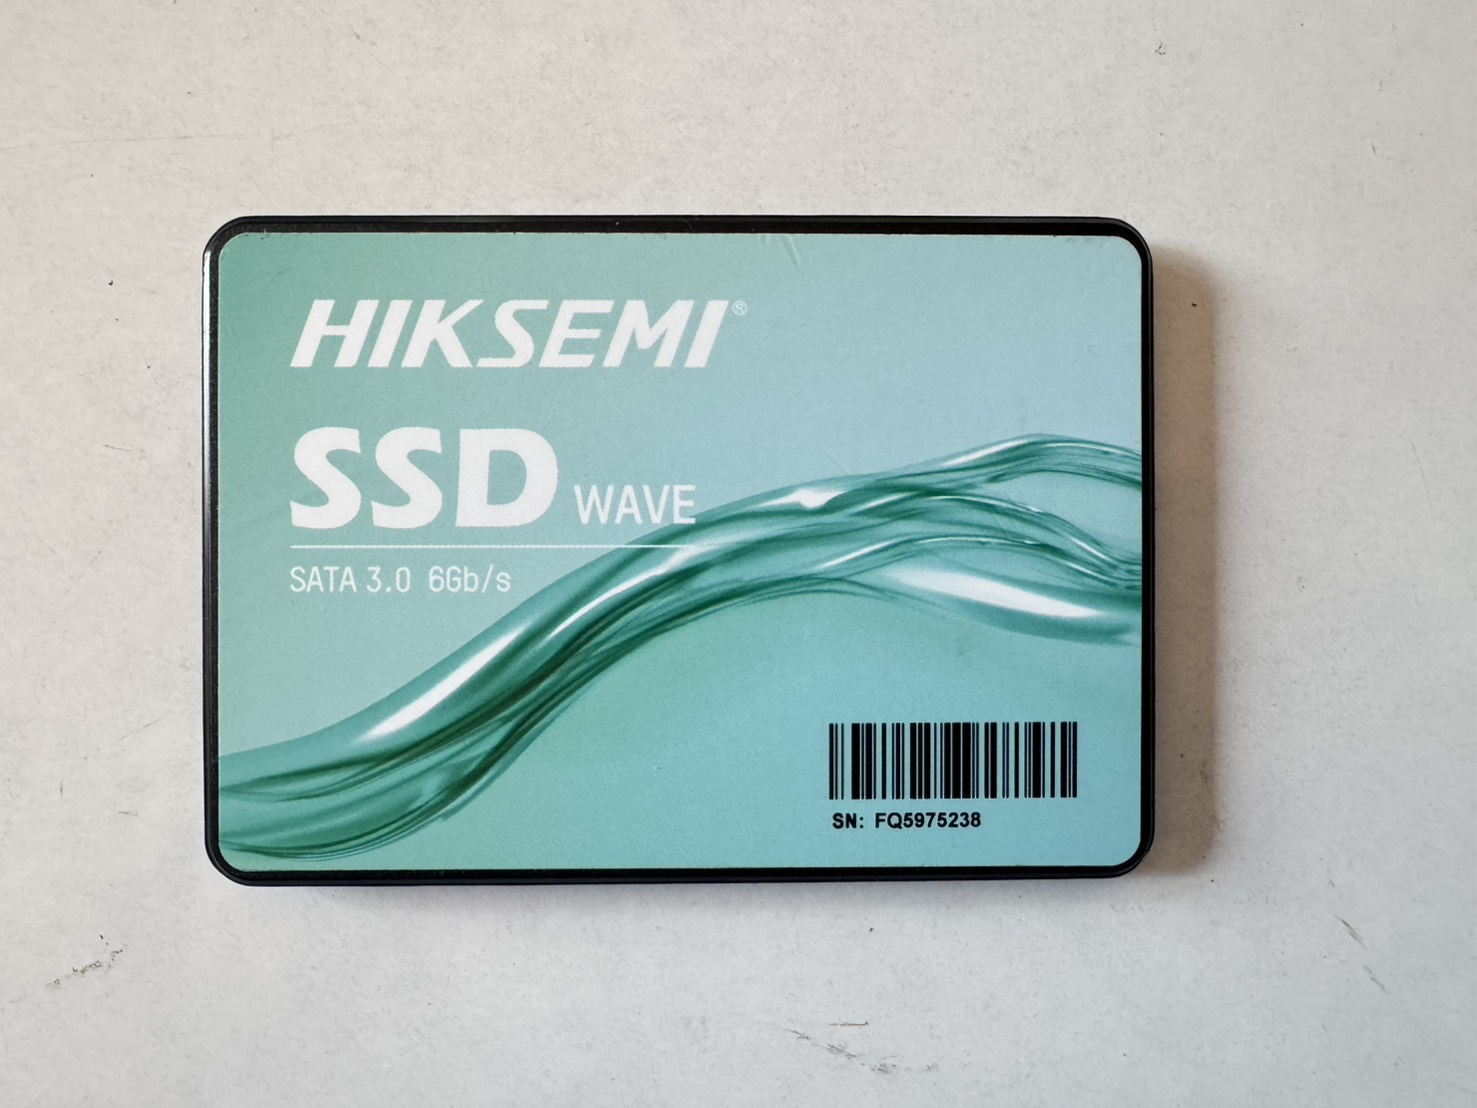 HIKSEMI®
SSD WAVE
SATA 3.0 6Gb/s
SN: FQ5975238